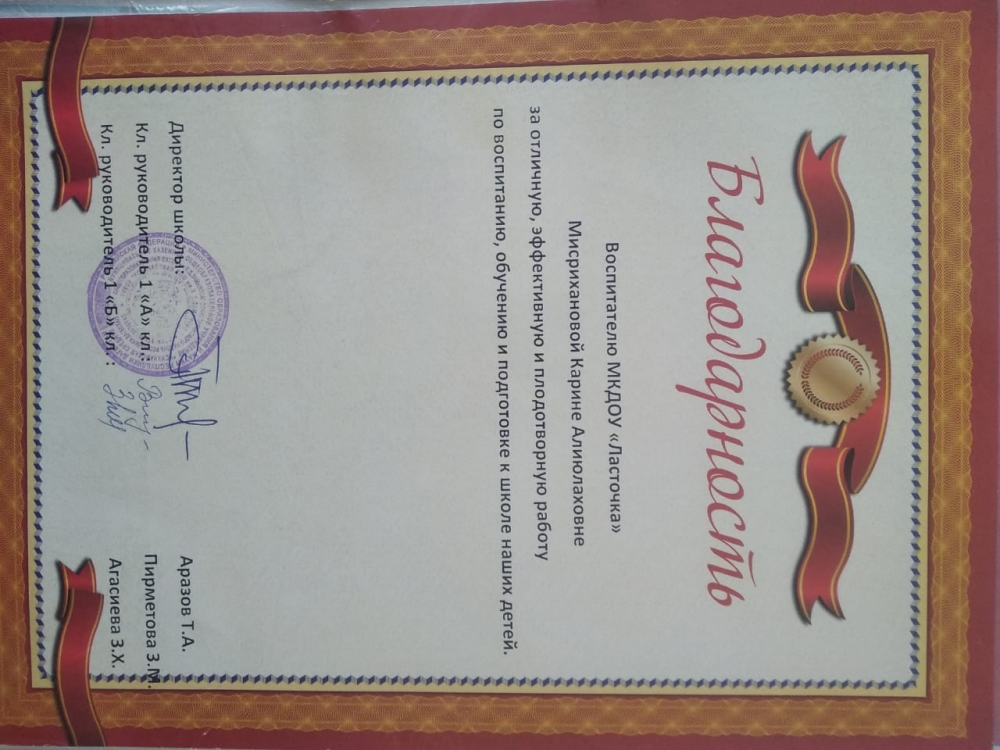 Благодарность
Воспитателю МКДОУ «Ласточка»
Мисрихановой Карине Алиюлаховне
за отличную, эффективную и плодотворную работу
по воспитанию, обучению и подготовке к школе наших детей.
Директор школы: Аразов Т.А.
Кл. руководитель 1 «А» кл.: Пирметова З.М.
Кл. руководитель 1 «Б» кл. : Агасиева З.Х.